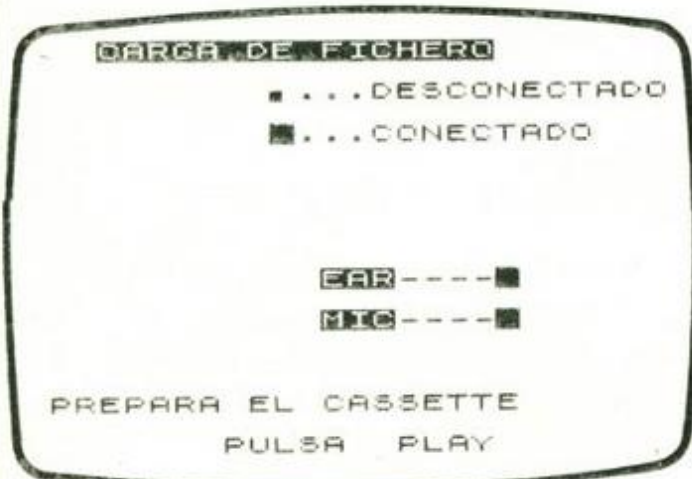 CARGA DE FICHERO
....DESCONECTADO
■...CONECTADO
EAR----■
MIC----■
PREPARA EL CASSETTE
PULSA PLAY